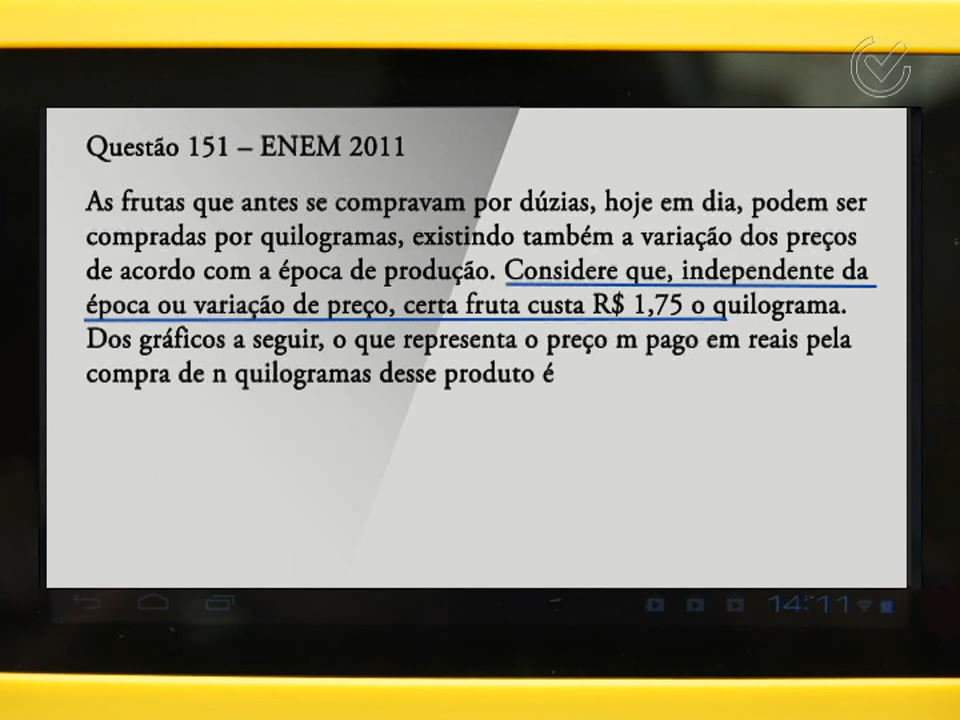 Questão 151 – ENEM 2011
As frutas que antes se compravam por dúzias, hoje em dia, podem ser
compradas por quilogramas, existindo também a variação dos preços
de acordo com a época de produção. Considere que, independente da
época ou variação de preço, certa fruta custa R$ 1,75 o quilograma.
Dos gráficos a seguir, o que representa o preço m pago em reais pela
compra de n quilogramas desse produto é
14:11